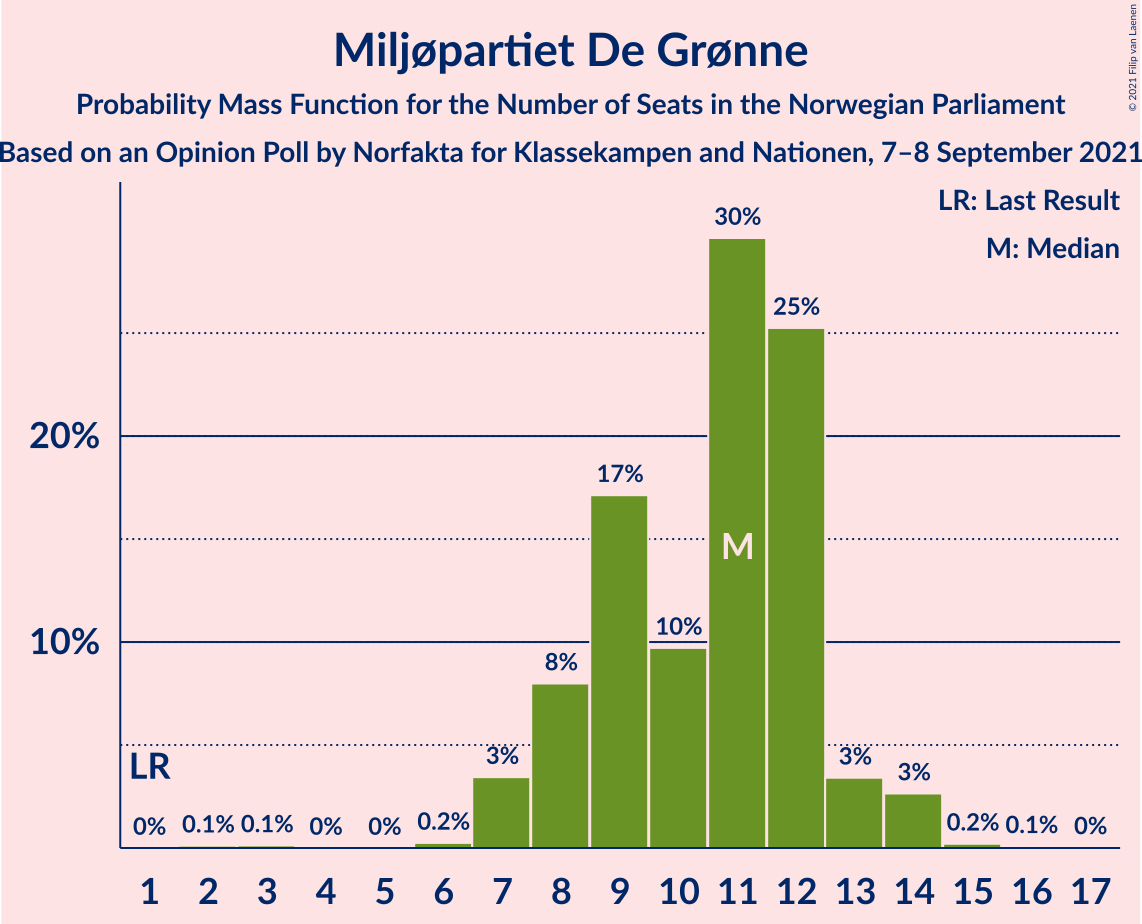 Miljøpartiet De Grønne
Probability Mass Function for the Number of Seats in the Norwegian Parliament
Based on an Opinion Poll by Norfakta for Klassekampen and Nationen, 7–8 September 2021
© 2021 Filip van Laenen
LR: Last Result
M: Median
30%
25%
20%
17%
M
10%
10%
8%
3%
3%
3%
LR
0%
0.1%
0.1%
0%
0%
0.2%
0.2%
0.1%
0%
1 2 3 4 5 6 7 8 9 10 11 12 13 14 15 16 17